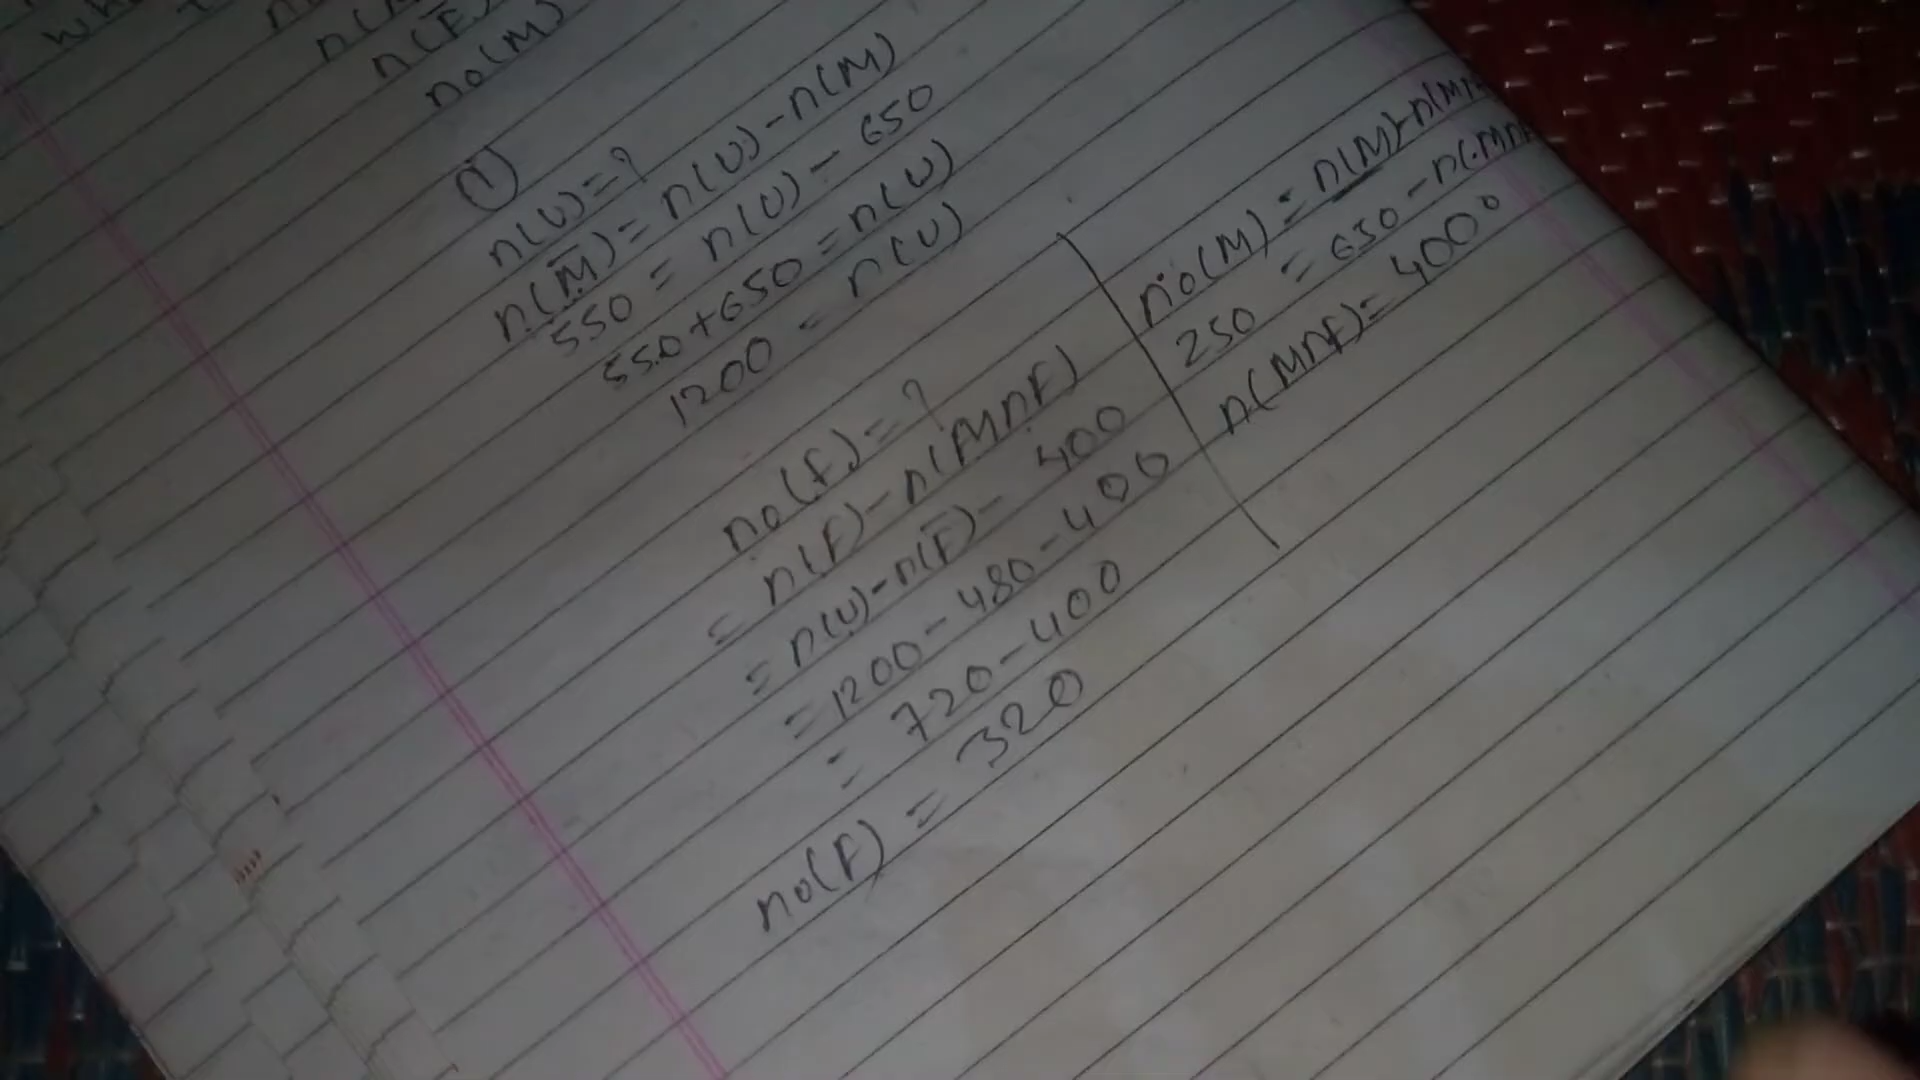 n(F̅)
no(M)
①
n(U)=?
n(M̅)=n(U)-n(M)
550=n(U)-650
550+650=n(U)
1200=n(U)
no(F)=?
=n(F)-n(M∩F)
=n(U)-n(F̅)-400
=1200-480-400
=720-400
no(F)=320
no(M)=n(M)-n(M
250=650-n(M∩F
n(M∩F)=400